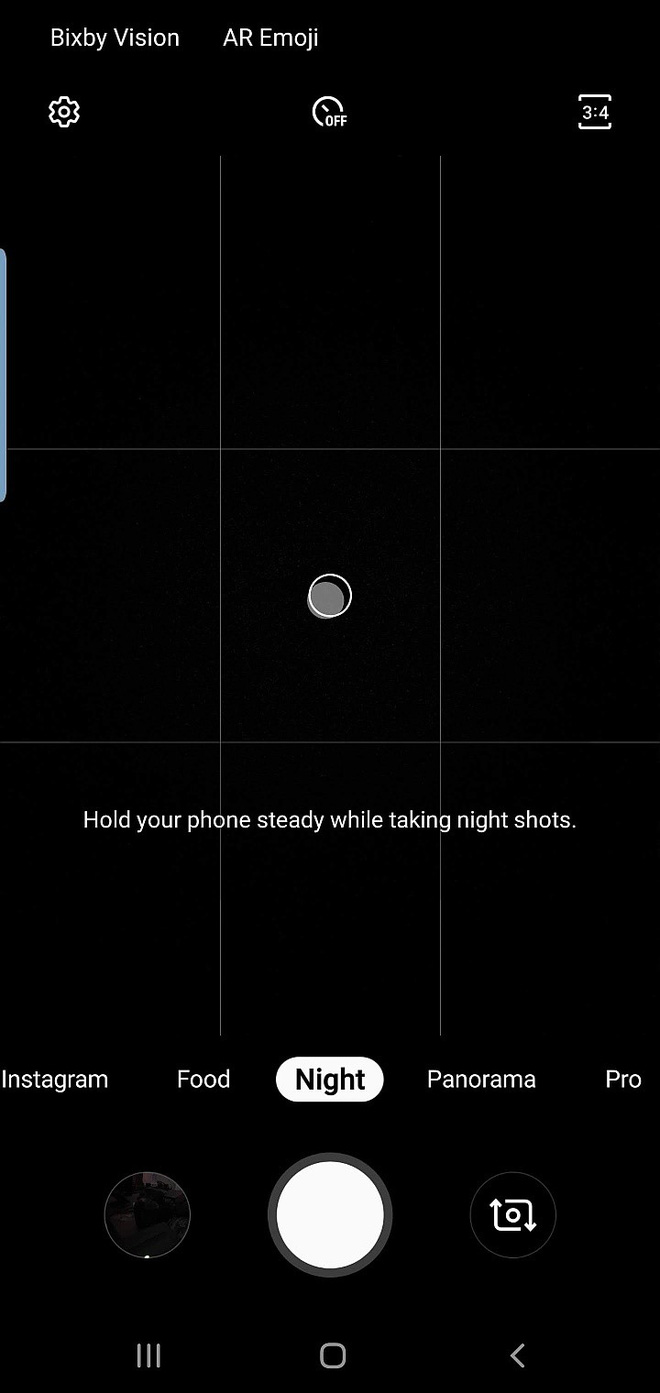 Bixby Vision AR Emoji
OFF 3:4
Hold your phone steady while taking night shots.
Instagram Food Night Panorama Pro